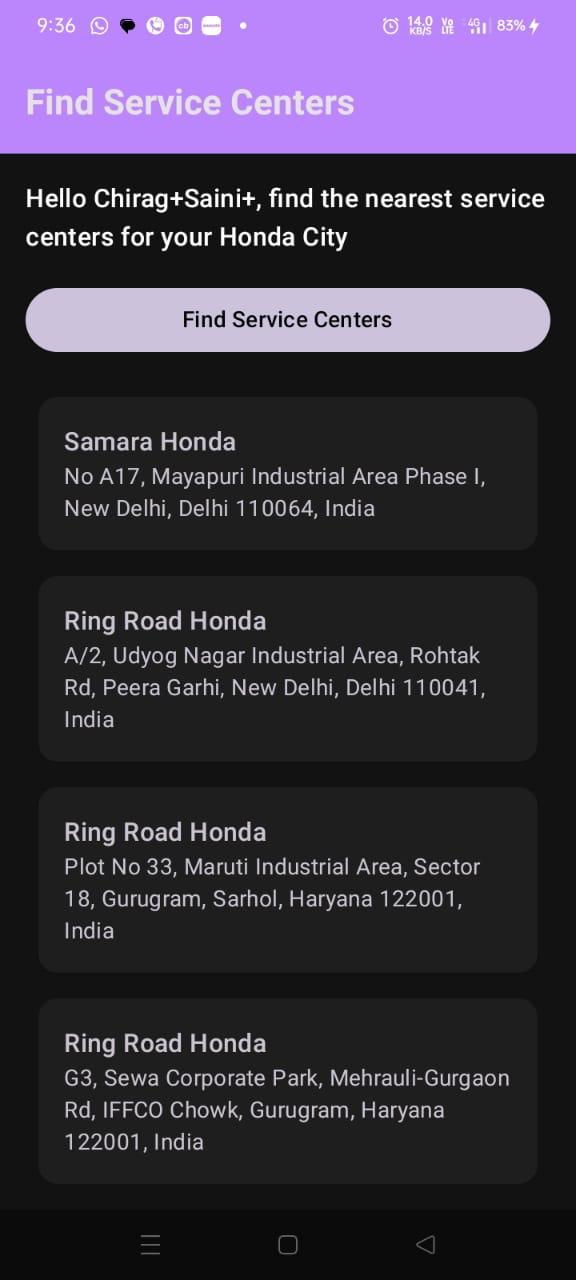 9:36 14.0 KB/S Vo LTE 4G 83%
Find Service Centers
Hello Chirag+Saini+, find the nearest service
centers for your Honda City
Find Service Centers
Samara Honda
No A17, Mayapuri Industrial Area Phase I,
New Delhi, Delhi 110064, India
Ring Road Honda
A/2, Udyog Nagar Industrial Area, Rohtak
Rd, Peera Garhi, New Delhi, Delhi 110041,
India
Ring Road Honda
Plot No 33, Maruti Industrial Area, Sector
18, Gurugram, Sarhol, Haryana 122001,
India
Ring Road Honda
G3, Sewa Corporate Park, Mehrauli-Gurgaon
Rd, IFFCO Chowk, Gurugram, Haryana
122001, India